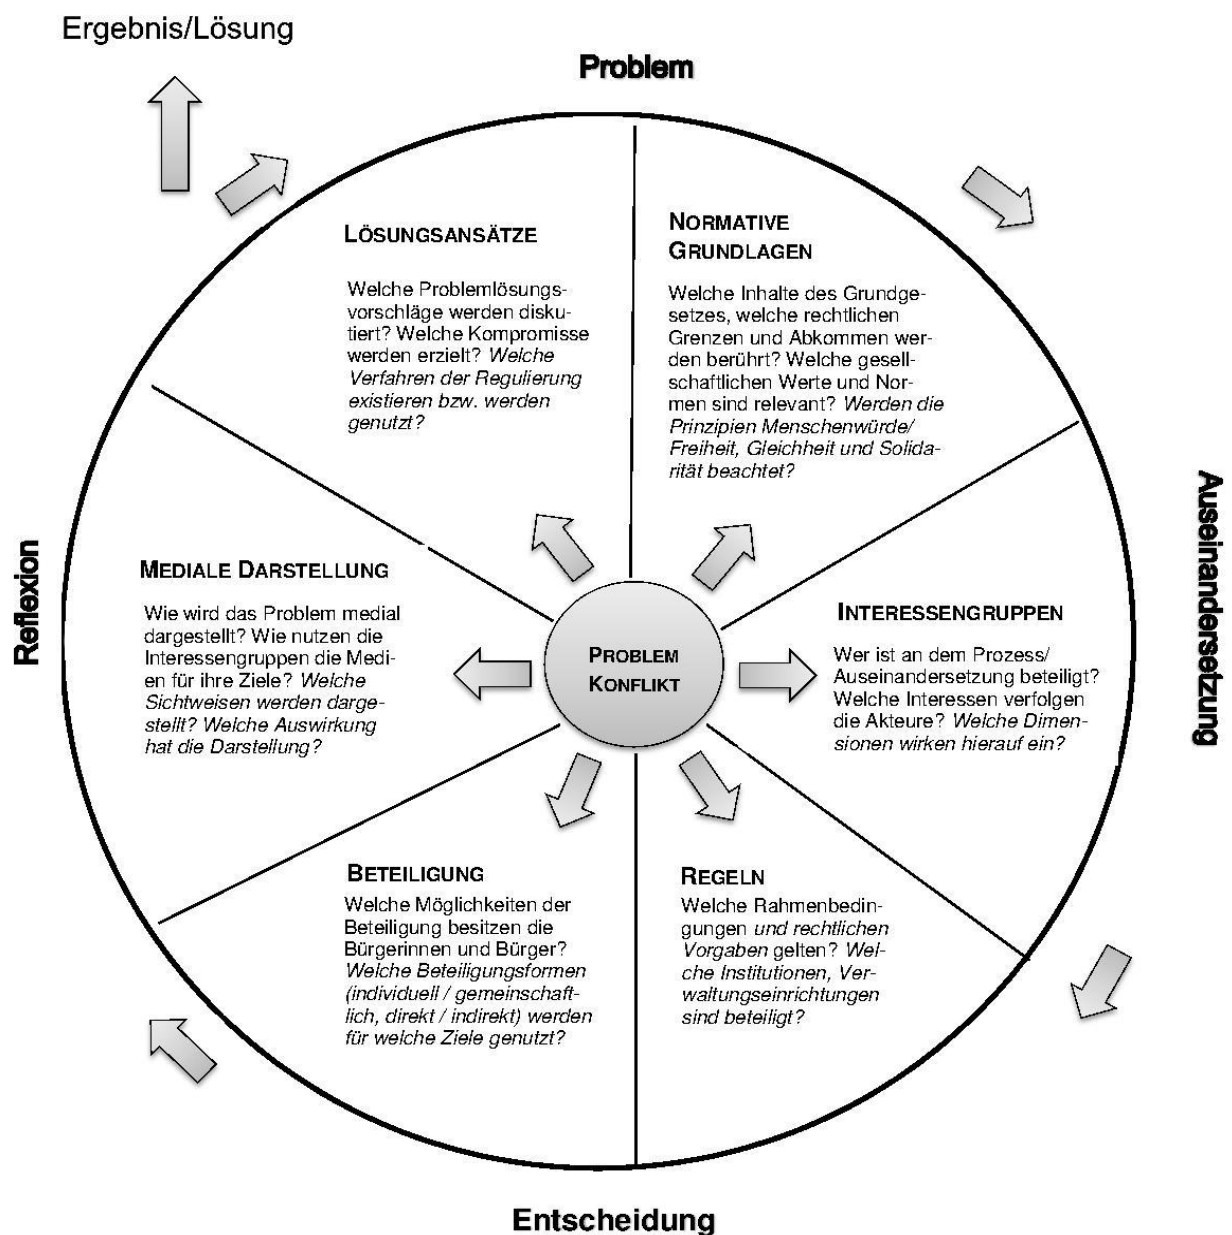 Ergebnis/Lösung
Problem
LÖSUNGSANSÄTZE
Welche Problemlösungs-
vorschläge werden disku-
tiert? Welche Kompromisse
werden erzielt? Welche
Verfahren der Regulierung
existieren bzw. werden
genutzt?
NORMATIVE
GRUNDLAGEN
Welche Inhalte des Grundge-
setzes, welche rechtlichen
Grenzen und Abkommen wer-
den berührt? Welche gesell-
schaftlichen Werte und Nor-
men sind relevant? Werden die
Prinzipien Menschenwürde/
Freiheit, Gleichheit und Solida-
rität beachtet?
Auseinandersetzung
INTERESSENGRUPPEN
Wer ist an dem Prozess/
Auseinandersetzung beteiligt?
Welche Interessen verfolgen
die Akteure? Welche Dimen-
sionen wirken hierauf ein?
PROBLEM
KONFLIKT
Reflexion
MEDIALE DARSTELLUNG
Wie wird das Problem medial
dargestellt? Wie nutzen die
Interessengruppen die Medi-
en für ihre Ziele? Welche
Sichtweisen werden darge-
stellt? Welche Auswirkung
hat die Darstellung?
BETEILIGUNG
Welche Möglichkeiten der
Beteiligung besitzen die
Bürgerinnen und Bürger?
Welche Beteiligungsformen
(individuell / gemeinschaft-
lich, direkt / indirekt) werden
für welche Ziele genutzt?
REGELN
Welche Rahmenbedin-
gungen und rechtlichen
Vorgaben gelten? Wel-
che Institutionen, Ver-
waltungseinrichtungen
sind beteiligt?
Entscheidung